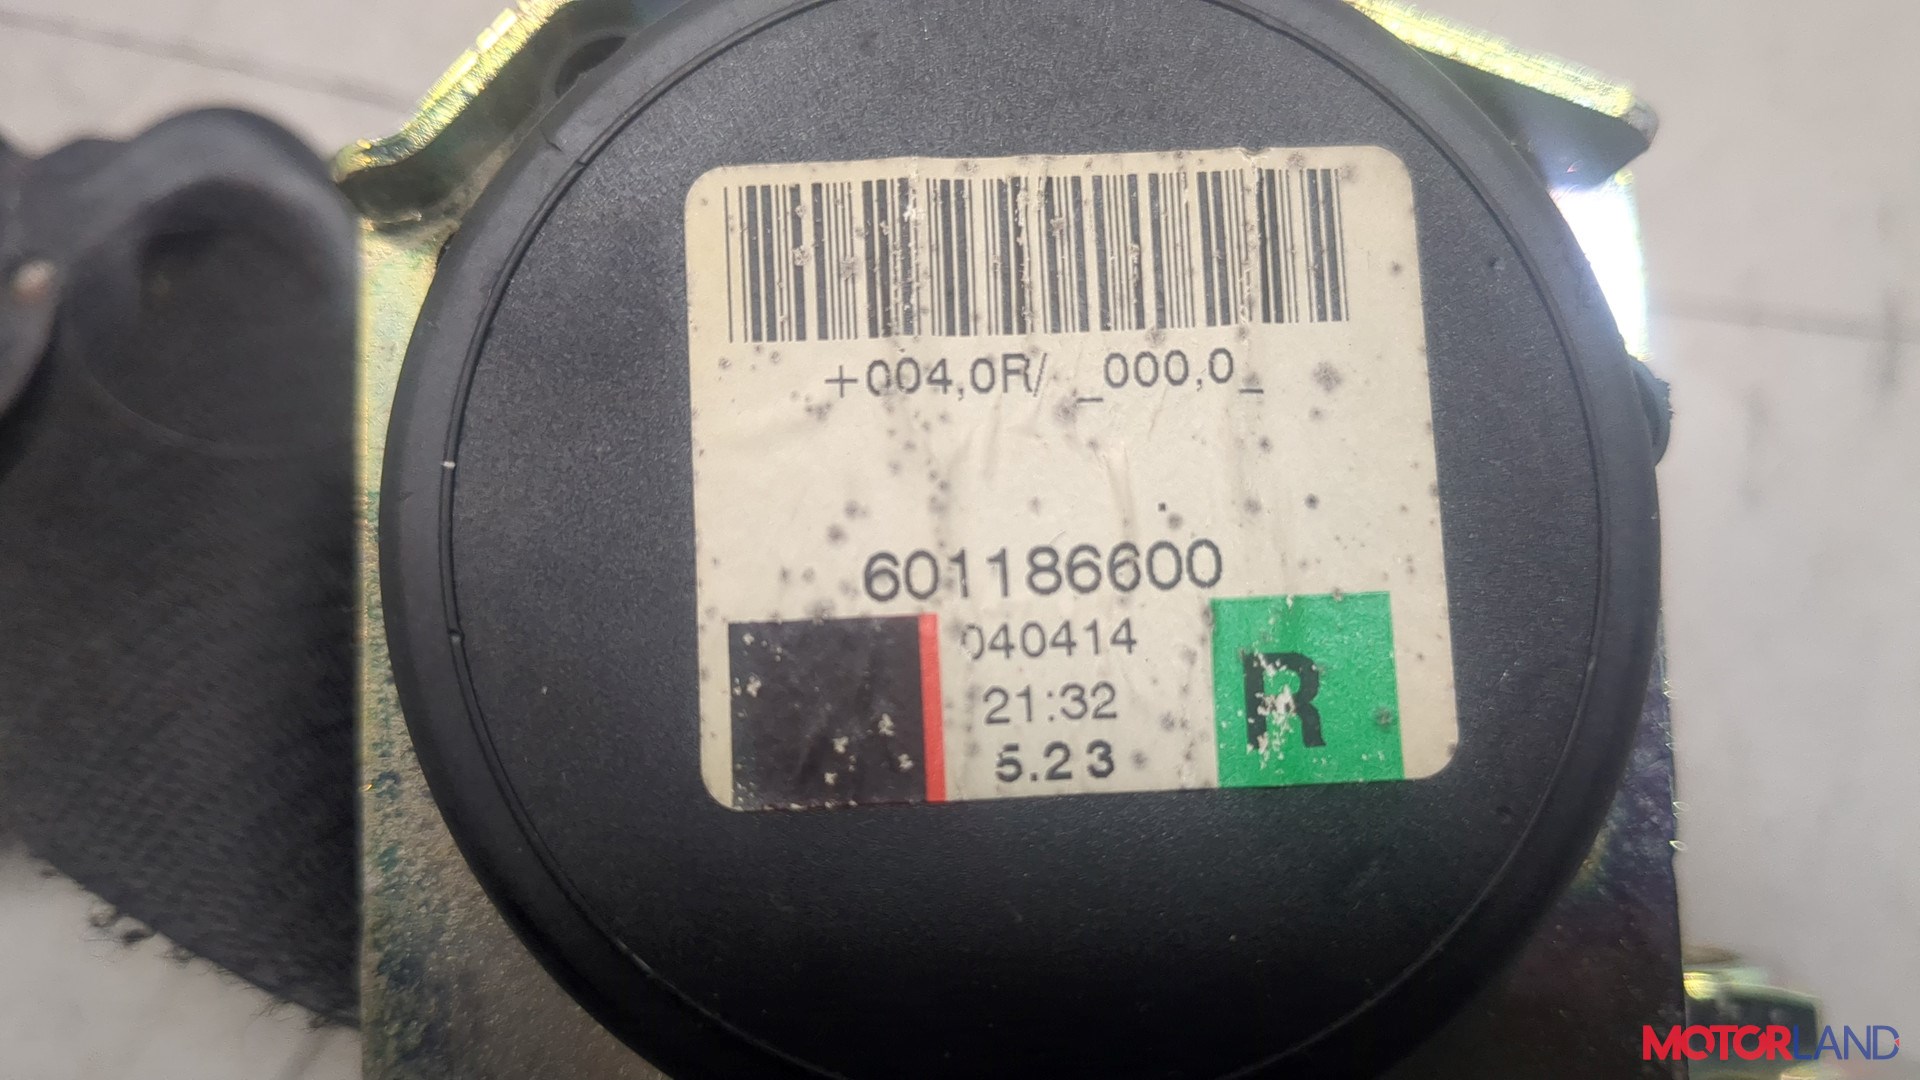 +004,0R/ _000,0_
601186600
040414
21:32
5.23
R
MOTORLAND